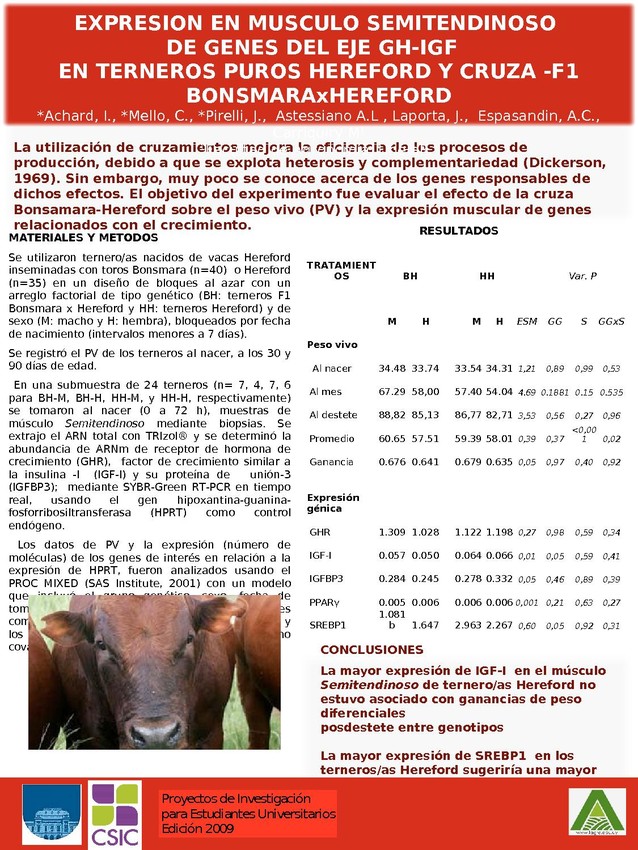 EXPRESION EN MUSCULO SEMITENDINOSO
DE GENES DEL EJE GH-IGF
EN TERNEROS PUROS HEREFORD Y CRUZA -F1
BONSMARAxHEREFORD
*Achard, I., *Mello, C., *Pirelli, J., Astessiano A.L , Laporta, J., Espasandin, A.C.,
La utilización de cruzamientos mejora la eficiencia de los procesos de
producción, debido a que se explota heterosis y complementariedad (Dickerson,
1969). Sin embargo, muy poco se conoce acerca de los genes responsables de
dichos efectos. El objetivo del experimento fue evaluar el efecto de la cruza
Bonsamara-Hereford sobre el peso vivo (PV) y la expresión muscular de genes
relacionados con el crecimiento.
MATERIALES Y METODOS
Se utilizaron ternero/as nacidos de vacas Hereford
inseminadas con toros Bonsmara (n=40) o Hereford
(n=35) en un diseño de bloques al azar con un
arreglo factorial de tipo genético (BH: terneros F1
Bonsmara x Hereford y HH: terneros Hereford) y de
sexo (M: macho y H: hembra), bloqueados por fecha
de nacimiento (intervalos menores a 7 días).
Se registró el PV de los terneros al nacer, a los 30 y
90 días de edad.
En una submuestra de 24 terneros (n= 7, 4, 7, 6
para BH-M, BH-H, HH-M, y HH-H, respectivamente)
se tomaron al nacer (0 a 72 h), muestras de
músculo Semitendinoso mediante biopsias. Se
extrajo el ARN total con TRIzol® y se determinó la
abundancia de ARNm de receptor de hormona de
crecimiento (GHR), factor de crecimiento similar a
la insulina -I (IGF-I) y su proteina de unión-3
(IGFBP3); mediante SYBR-Green RT-PCR en tiempo
real, usando el gen hipoxantina-guanina-
fosforribosiltransferasa (HPRT) como control
endógeno.
Los datos de PV y la expresión (número de
moléculas) de los genes de interés en relación a la
expresión de HPRT, fueron analizados usando el
PROC MIXED (SAS Institute, 2001) con un modelo
que incluyó el grupo genético, sexo, fecha de
RESULTADOS
TRATAMIENT
OS BH HH Var. P
M H M H ESM GG S GGxS
Peso vivo
Al nacer 34.48 33.74 33.54 34.31 1,21 0,89 0,99 0,53
Al mes 67.29 58,00 57.40 54.04 4.69 0.1881 0.15 0.535
Al destete 88,82 85,13 86,77 82,71 3,53 0,56 0,27 0,96
Promedio 60.65 57.51 59.39 58.01 0,39 0,37 <0,00
1 0,02
Ganancia 0.676 0.641 0.679 0.635 0,05 0,97 0,40 0,92
Expresión
génica
GHR 1.309 1.028 1.122 1.198 0,27 0,98 0,59 0,34
IGF-I 0.057 0.050 0.064 0.066 0,01 0,05 0,59 0,41
IGFBP3 0.284 0.245 0.278 0.332 0,05 0,46 0,89 0,39
PPARγ 0.005 0.006 0.006 0.006 0,001 0,21 0,63 0,27
SREBP1 1.081
b 1.647 2.963 2.267 0,60 0,05 0,92 0,31
CONCLUSIONES
La mayor expresión de IGF-I en el músculo
Semitendinoso de ternero/as Hereford no
estuvo asociado con ganancias de peso
diferenciales
posdestete entre genotipos
La mayor expresión de SREBP1 en los
terneros/as Hereford sugeriría una mayor
CSIC
Proyectos de Investigación
para Estudiantes Universitarios
Edición 2009